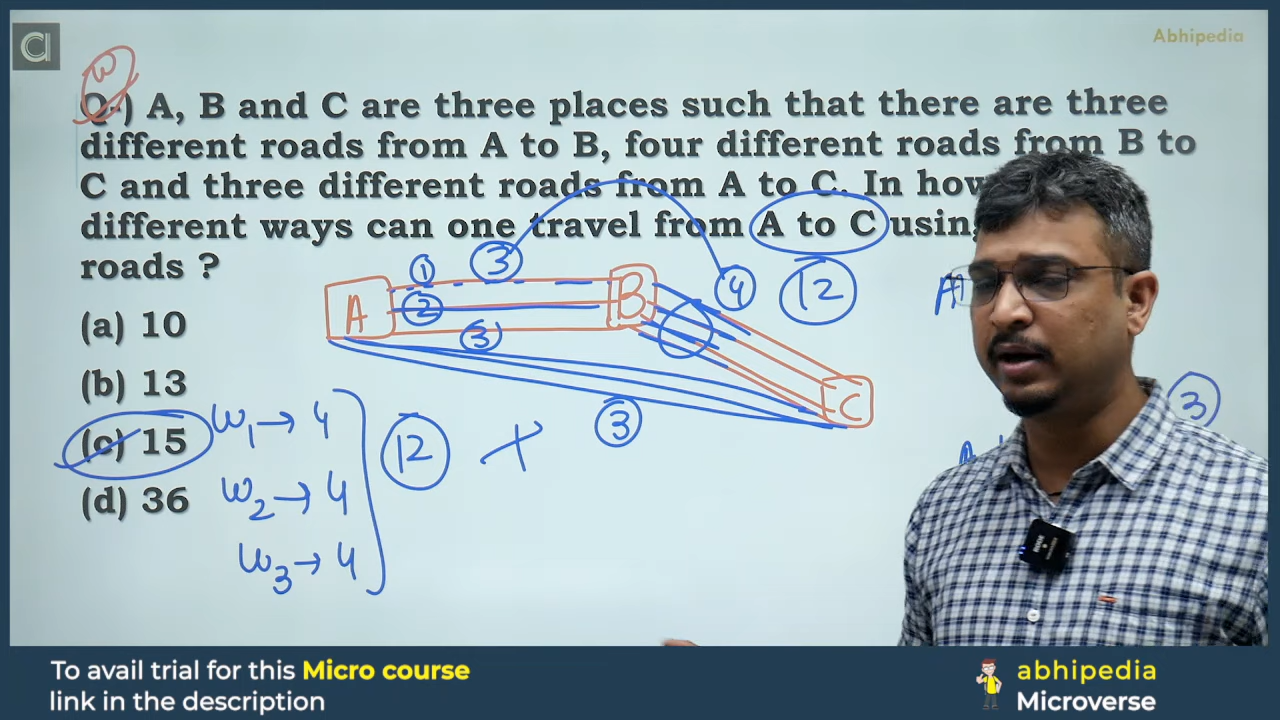 Abhipedia
W
Q-) A, B and C are three places such that there are three
different roads from A to B, four different roads from B to
C and three different roads from A to C. In how
different ways can one travel from A to C using
roads ?
(a) 10
(b) 13
(c) 15
(d) 36
1 3
2
3
A B C
4 12
3
W1 → 4
W2 → 4
W3 → 4
12 +
A
3
To avail trial for this Micro course
link in the description
abhipedia
Microverse